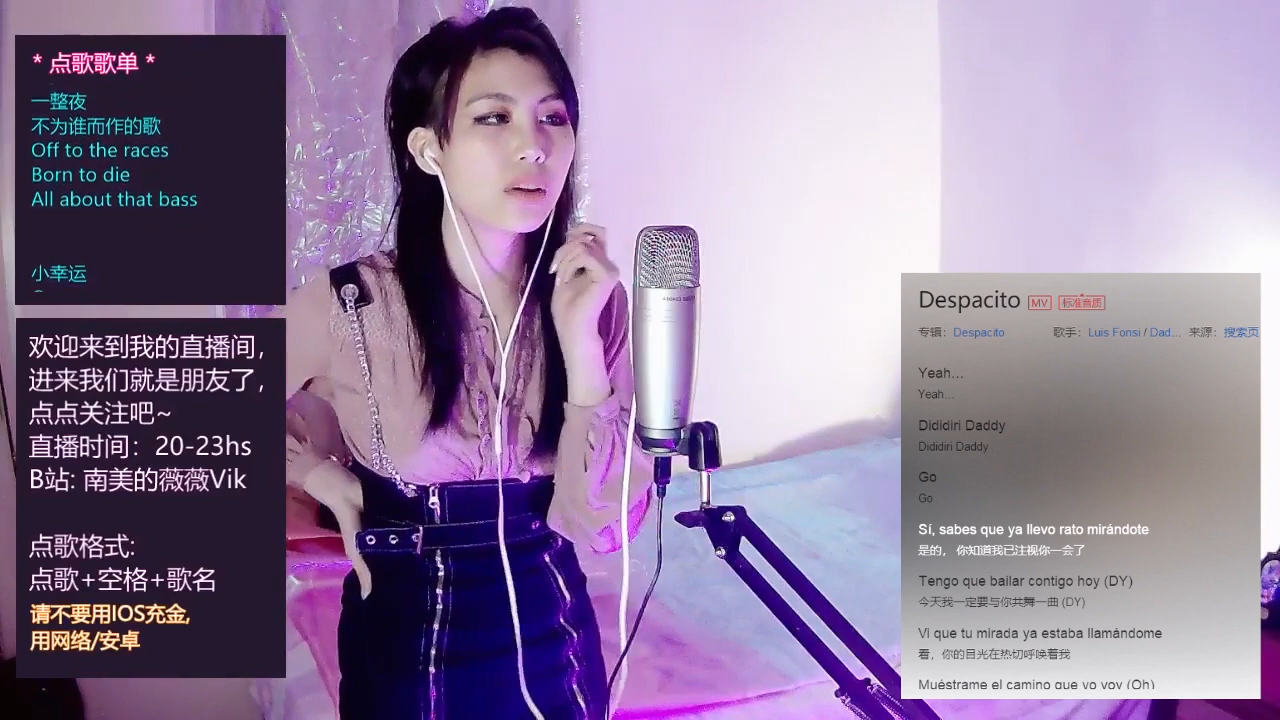 * 点歌歌单 *
一整夜
不为谁而作的歌
Off to the races
Born to die
All about that bass
小幸运
欢迎来到我的直播间，
进来我们就是朋友了，
点点关注吧~
直播时间：20-23hs
B站: 南美的薇薇Vik
点歌格式:
点歌+空格+歌名
请不要用IOS充金,
用网络/安卓
Despacito MV 标准音质
专辑：Despacito 歌手：Luis Fonsi / Dad... 来源：搜索页
Yeah...
Yeah...
Dididiri Daddy
Dididiri Daddy
Go
Go
Sí, sabes que ya llevo rato mirándote
是的， 你知道我已注视你一会了
Tengo que bailar contigo hoy (DY)
今天我一定要与你共舞一曲 (DY)
Vi que tu mirada ya estaba llamándome
看，你的目光在热切呼唤着我
Muéstrame el camino que yo voy (Oh)